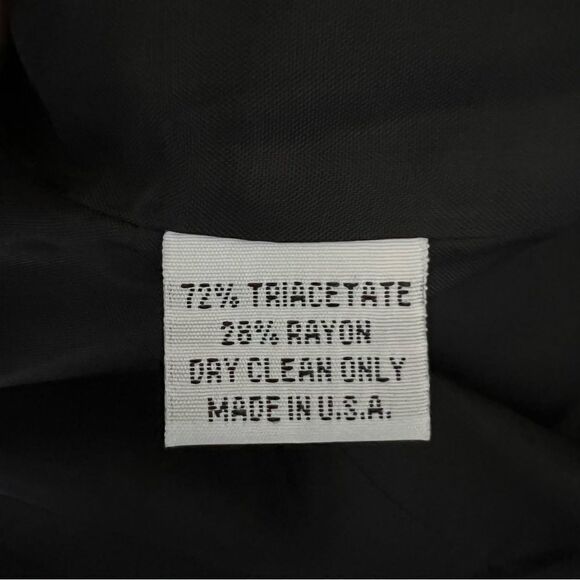 72% TRIACETATE
28% RAYON
DRY CLEAN ONLY
MADE IN U.S.A.